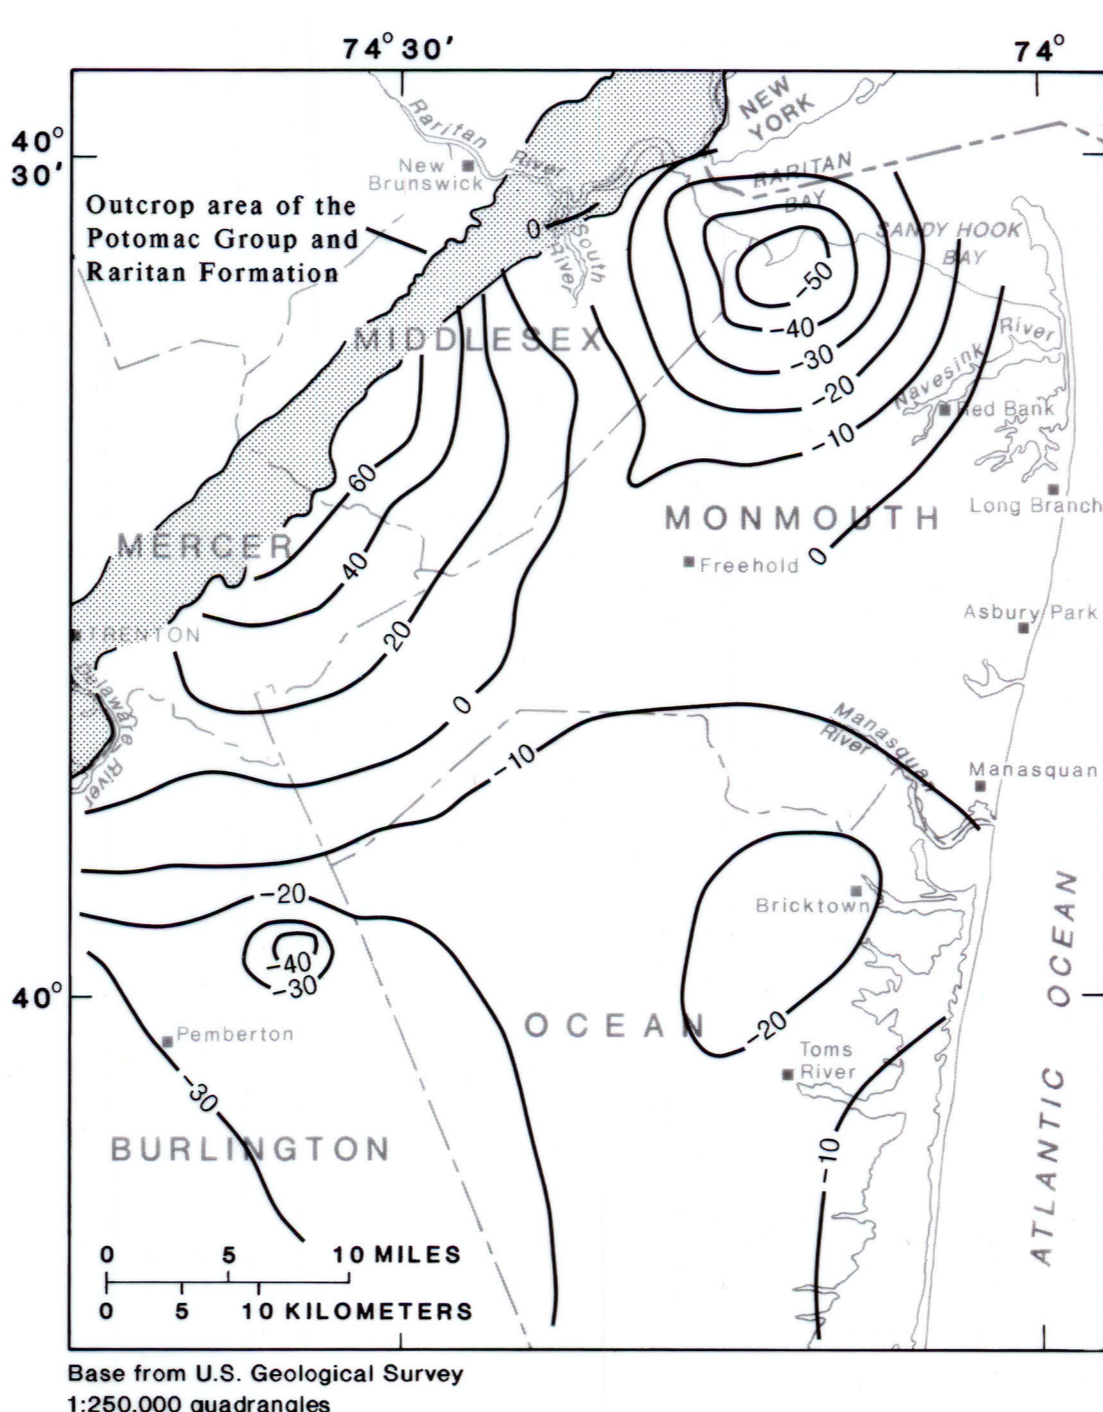 74° 30'
74°
40°
30'
NEW
YORK
Raritan
River
New
Brunswick
RARITAN
BAY
Outcrop area of the
Potomac Group and
Raritan Formation
0
South
River
SANDY HOOK
BAY
-50
-40
-30
-20
-10
MIDDLESEX
Navesink River
Red Bank
Long Branch
60
MONMOUTH
MERCER
40
Freehold
0
Asbury Park
TRENTON
20
0
Delaware
River
-10
Manasquan
River
Manasquan
-20
Bricktown
-40
-30
40°
OCEAN
-20
Pemberton
Toms
River
-30
BURLINGTON
-10
ATLANTIC OCEAN
0 5 10 MILES
0 5 10 KILOMETERS
Base from U.S. Geological Survey
1:250,000 quadrangles